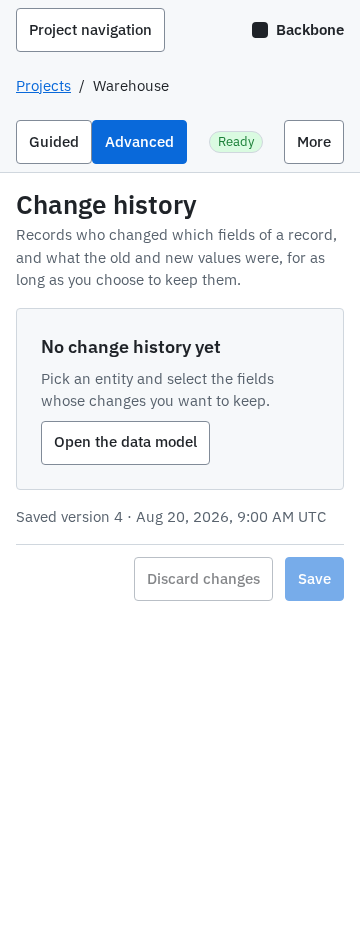 Project navigation
Backbone
Projects / Warehouse
Guided
Advanced
Ready
More
Change history
Records who changed which fields of a record,
and what the old and new values were, for as
long as you choose to keep them.
No change history yet
Pick an entity and select the fields
whose changes you want to keep.
Open the data model
Saved version 4 · Aug 20, 2026, 9:00 AM UTC
Discard changes
Save